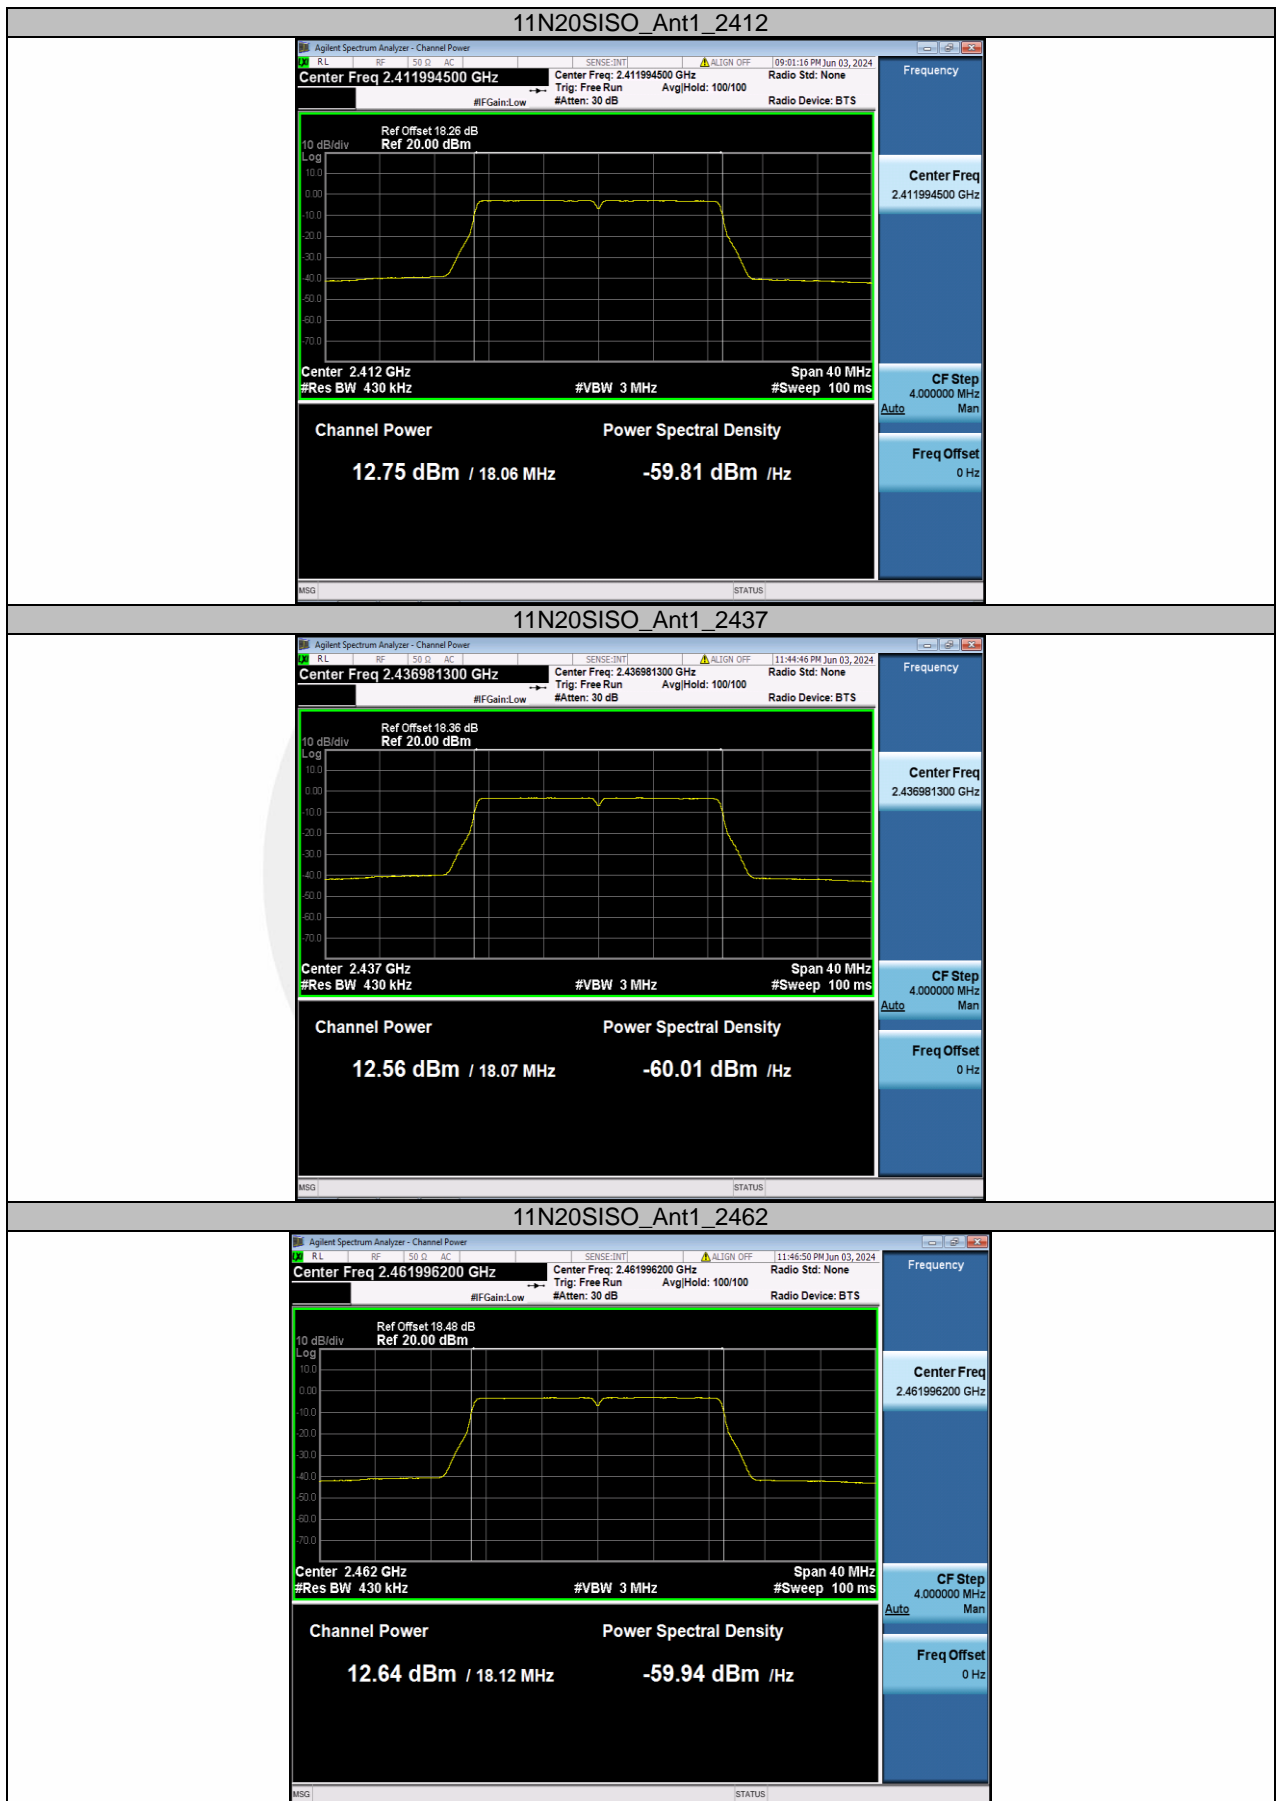 11N20SISO_Ant1_2412
Agilent Spectrum Analyzer - Channel Power
RL RF 50 Ω AC SENSE:INT ALIGN OFF 09:01:16 PM Jun 03, 2024
Center Freq 2.411994500 GHz
Center Freq: 2.411994500 GHz
Radio Std: None
Trig: Free Run Avg|Hold: 100/100
#IFGain:Low #Atten: 30 dB Radio Device: BTS
Frequency
Ref Offset 18.26 dB
10 dB/div Ref 20.00 dBm
Log
10.0
0.00
-10.0
-20.0
-30.0
-40.0
-50.0
-60.0
-70.0
Center Freq
2.411994500 GHz
Center 2.412 GHz Span 40 MHz
#Res BW 430 kHz #VBW 3 MHz #Sweep 100 ms
CF Step
4.000000 MHz
Auto Man
Channel Power Power Spectral Density
12.75 dBm / 18.06 MHz -59.81 dBm /Hz
Freq Offset
0 Hz
MSG STATUS
11N20SISO_Ant1_2437
Agilent Spectrum Analyzer - Channel Power
RL RF 50 Ω AC SENSE:INT ALIGN OFF 11:44:46 PM Jun 03, 2024
Center Freq 2.436981300 GHz
Center Freq: 2.436981300 GHz
Radio Std: None
Trig: Free Run Avg|Hold: 100/100
#IFGain:Low #Atten: 30 dB Radio Device: BTS
Frequency
Ref Offset 18.36 dB
10 dB/div Ref 20.00 dBm
Log
10.0
0.00
-10.0
-20.0
-30.0
-40.0
-50.0
-60.0
-70.0
Center Freq
2.436981300 GHz
Center 2.437 GHz Span 40 MHz
#Res BW 430 kHz #VBW 3 MHz #Sweep 100 ms
CF Step
4.000000 MHz
Auto Man
Channel Power Power Spectral Density
12.56 dBm / 18.07 MHz -60.01 dBm /Hz
Freq Offset
0 Hz
MSG STATUS
11N20SISO_Ant1_2462
Agilent Spectrum Analyzer - Channel Power
RL RF 50 Ω AC SENSE:INT ALIGN OFF 11:46:50 PM Jun 03, 2024
Center Freq 2.461996200 GHz
Center Freq: 2.461996200 GHz
Radio Std: None
Trig: Free Run Avg|Hold: 100/100
#IFGain:Low #Atten: 30 dB Radio Device: BTS
Frequency
Ref Offset 18.48 dB
10 dB/div Ref 20.00 dBm
Log
10.0
0.00
-10.0
-20.0
-30.0
-40.0
-50.0
-60.0
-70.0
Center Freq
2.461996200 GHz
Center 2.462 GHz Span 40 MHz
#Res BW 430 kHz #VBW 3 MHz #Sweep 100 ms
CF Step
4.000000 MHz
Auto Man
Channel Power Power Spectral Density
12.64 dBm / 18.12 MHz -59.94 dBm /Hz
Freq Offset
0 Hz
MSG STATUS